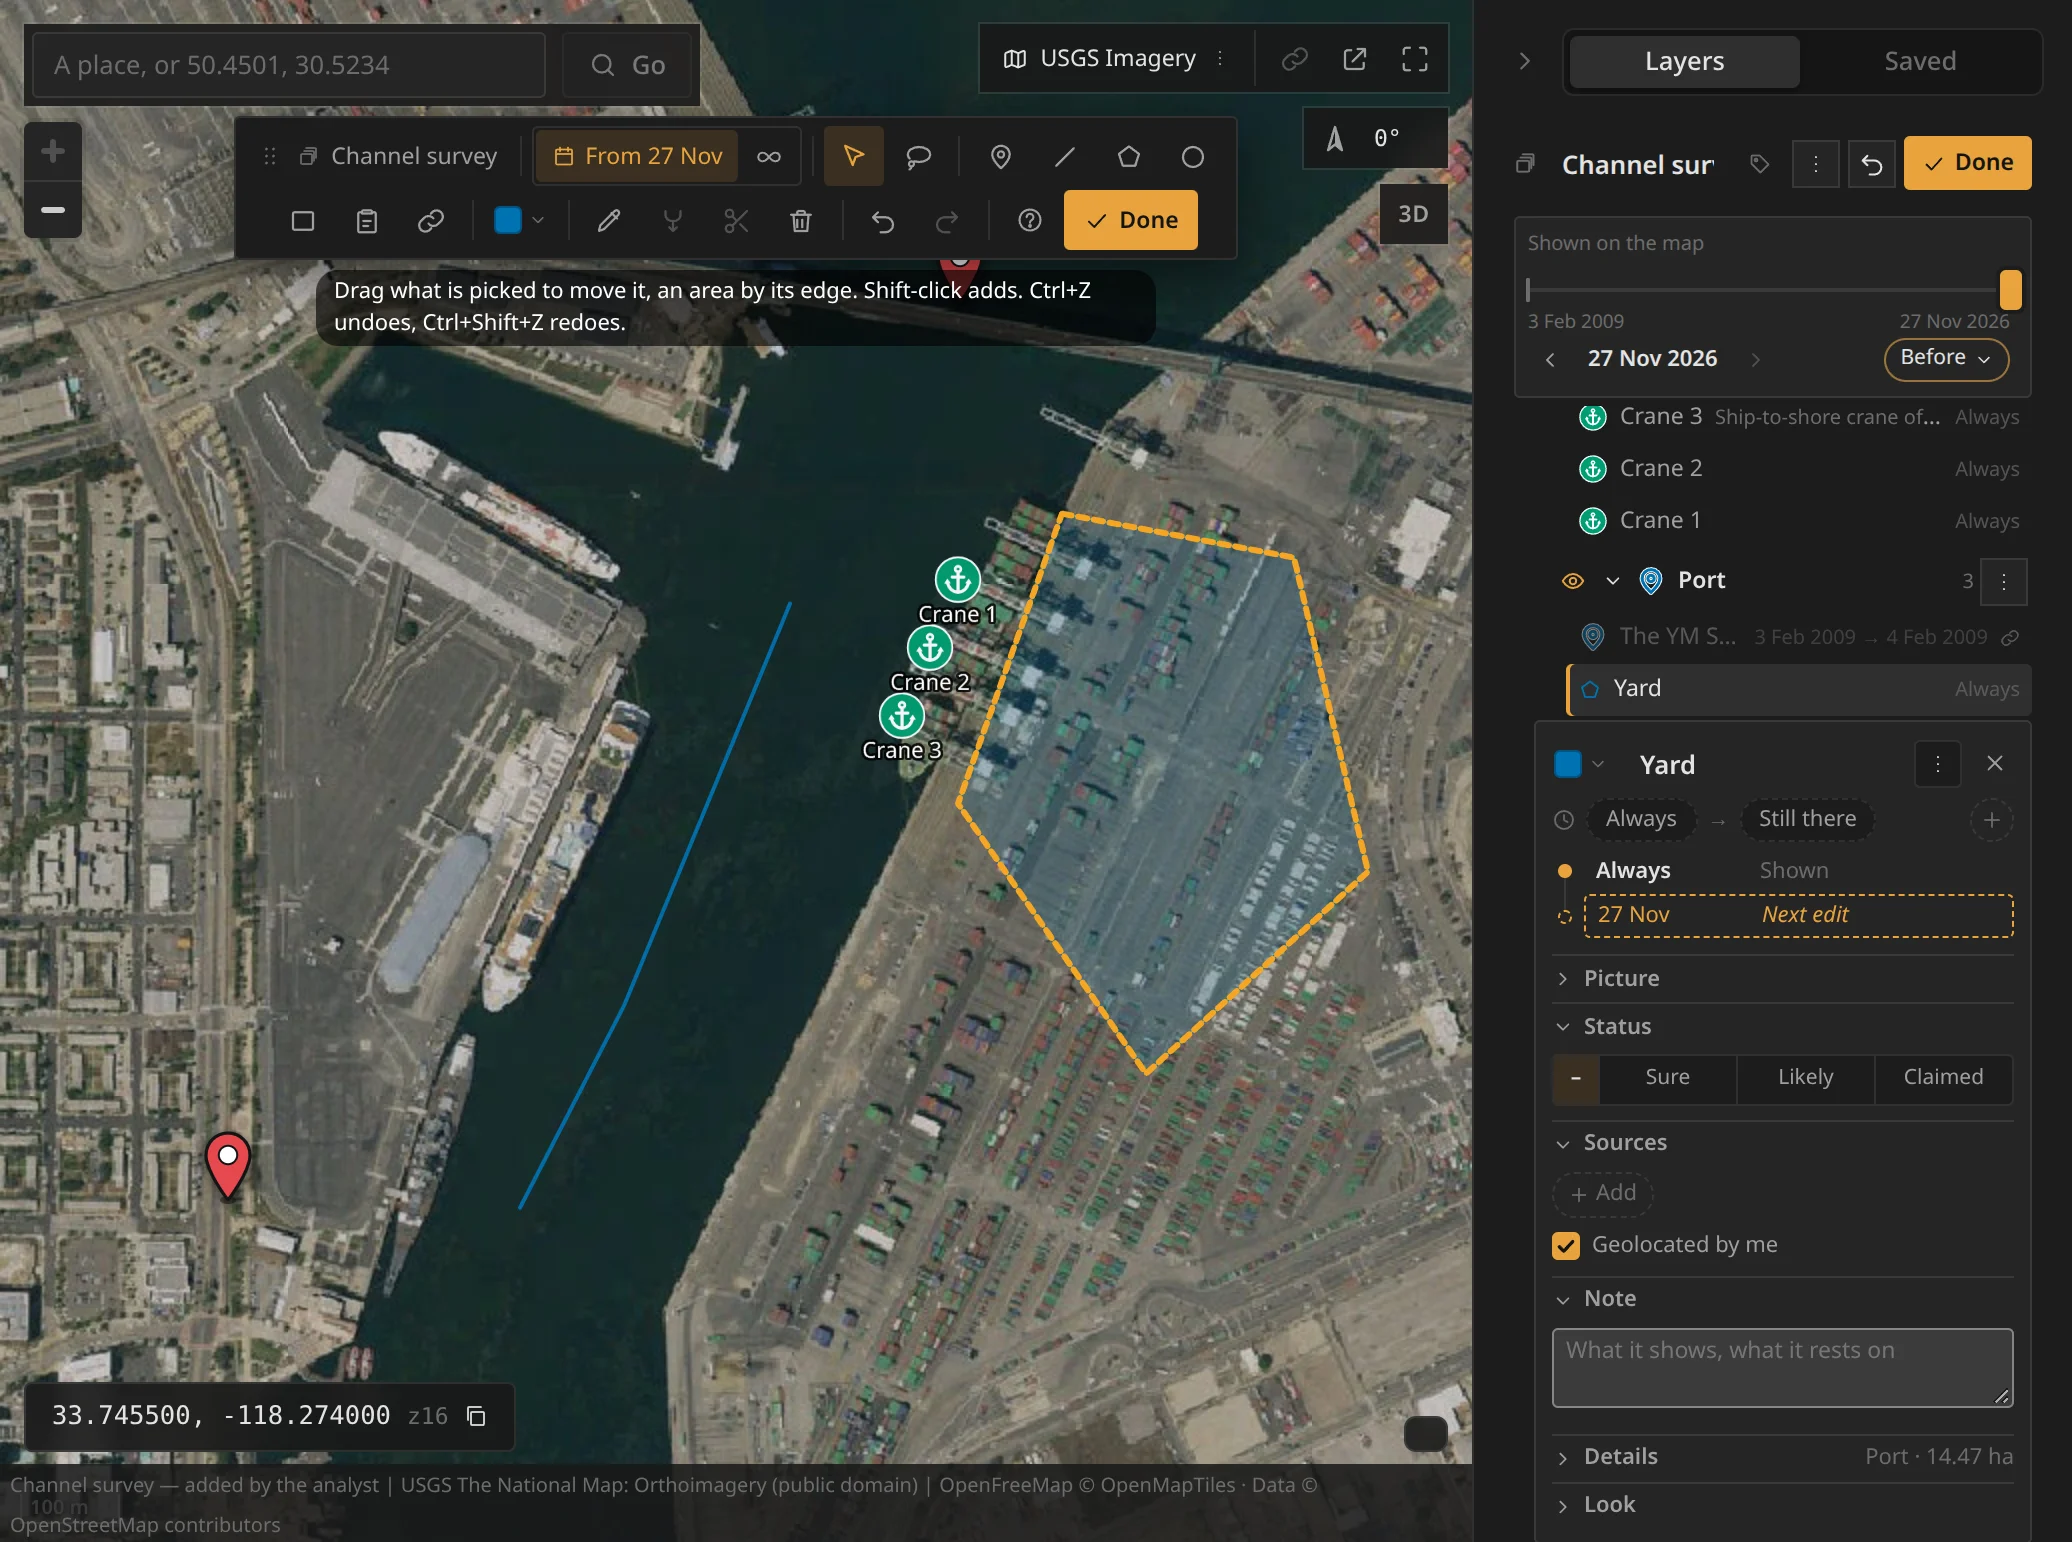 A place, or 50.4501, 30.5234
Go
USGS Imagery
Layers
Saved
0°
3D
Channel survey
From 27 Nov
Done
Drag what is picked to move it, an area by its edge. Shift-click adds. Ctrl+Z
undoes, Ctrl+Shift+Z redoes.
Crane 1
Crane 2
Crane 3
33.745500, -118.274000 z16
Channel survey — added by the analyst | USGS The National Map: Orthoimagery (public domain) | OpenFreeMap © OpenMapTiles · Data ©
100 m
OpenStreetMap contributors
Channel sur
Done
Shown on the map
3 Feb 2009
27 Nov 2026
27 Nov 2026
Before
Crane 3 Ship-to-shore crane of... Always
Crane 2 Always
Crane 1 Always
Port 3
The YM S... 3 Feb 2009 → 4 Feb 2009
Yard Always
Yard
Always → Still there
Always Shown
27 Nov Next edit
Picture
Status
– Sure Likely Claimed
Sources
+ Add
Geolocated by me
Note
What it shows, what it rests on
Details Port · 14.47 ha
Look